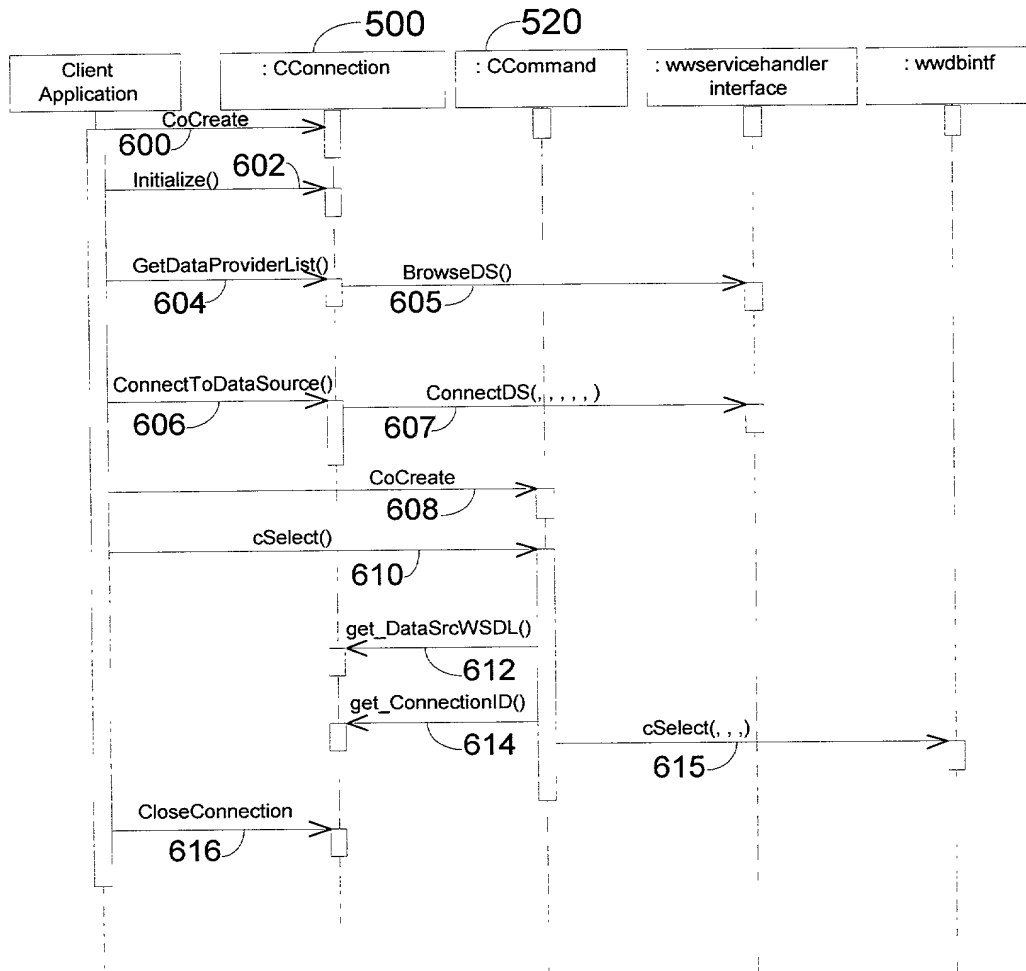 500
520
Client
Application
: CConnection
: CCommand
: wwservicehandler
interface
: wwdbintf
CoCreate
600
602
Initialize()
GetDataProviderList()
604
BrowseDS()
605
ConnectToDataSource()
606
ConnectDS(, , , , , )
607
CoCreate
608
cSelect()
610
get_DataSrcWSDL()
612
get_ConnectionID()
614
cSelect(, , ,)
615
CloseConnection
616